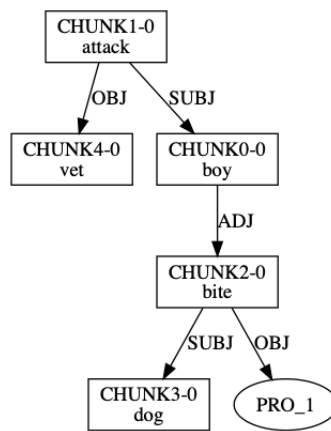 CHUNK1-0
attack
OBJ
SUBJ
CHUNK4-0
vet
CHUNK0-0
boy
ADJ
CHUNK2-0
bite
SUBJ
OBJ
CHUNK3-0
dog
PRO_1